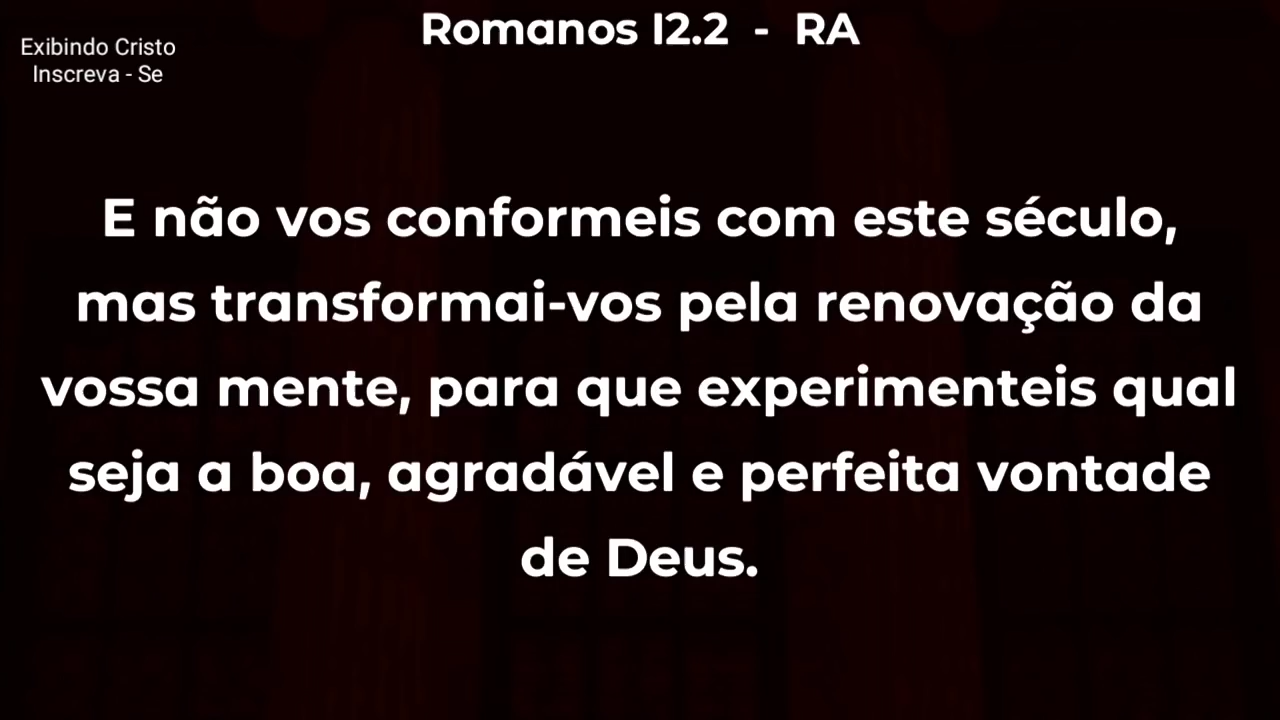 Romanos I2.2 - RA
Exibindo Cristo
Inscreva - Se
E não vos conformeis com este século,
mas transformai-vos pela renovação da
vossa mente, para que experimenteis qual
seja a boa, agradável e perfeita vontade
de Deus.